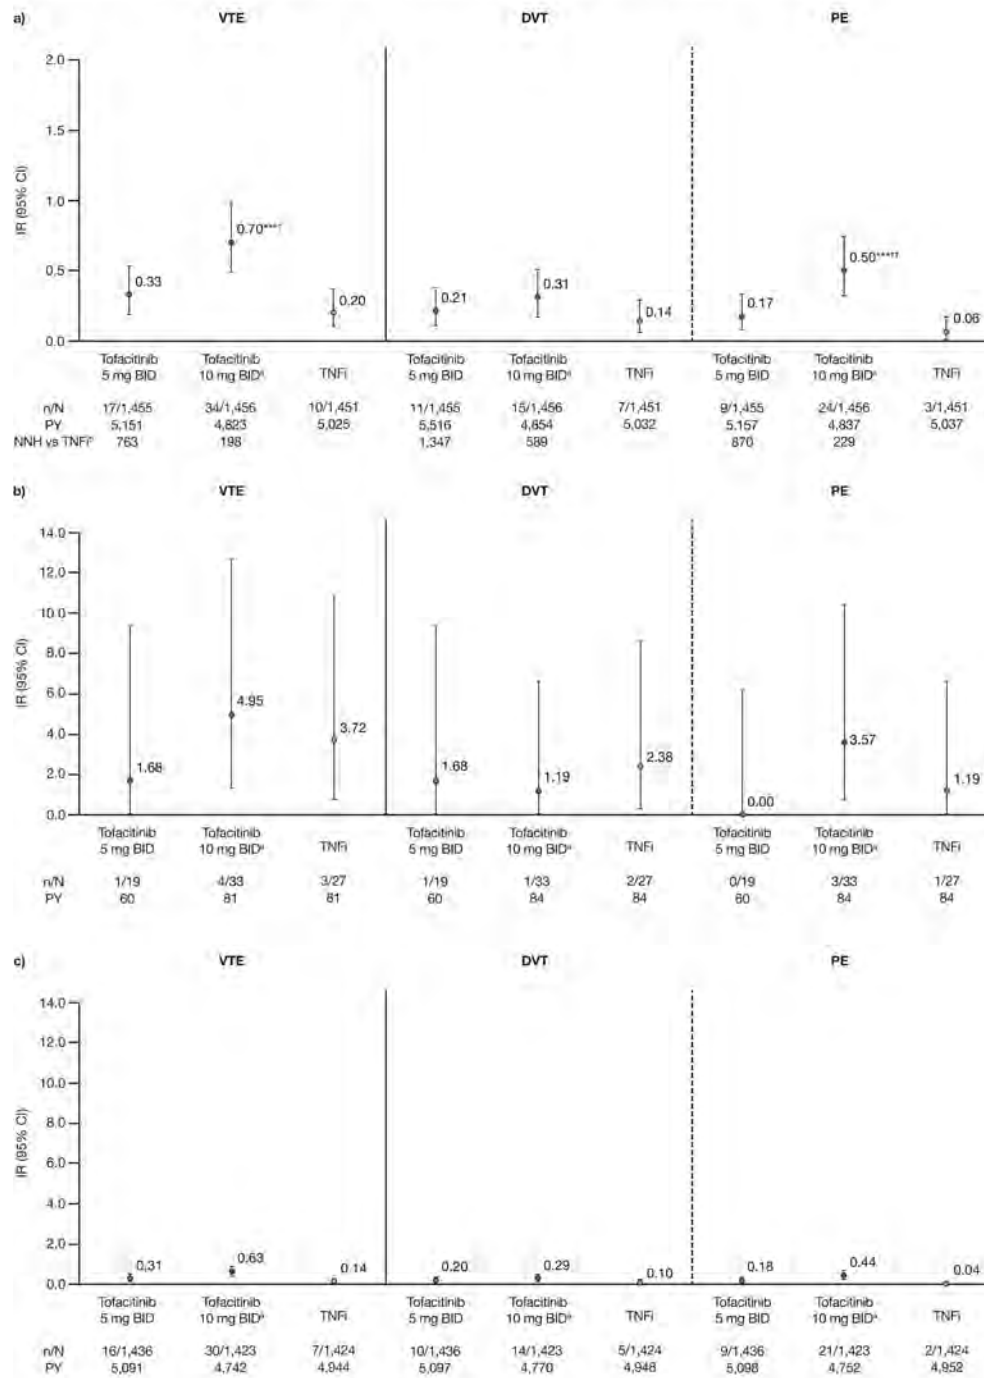 a) VTE DVT PE
2.0
1.5
1.0
0.5
0.0
IR (95% CI)
0.33 0.70***† 0.20 0.21 0.31 0.14 0.17 0.50***†† 0.06
Tofacitinib 5 mg BID Tofacitinib 10 mg BIDᵃ TNFi Tofacitinib 5 mg BID Tofacitinib 10 mg BIDᵃ TNFi Tofacitinib 5 mg BID Tofacitinib 10 mg BIDᵃ TNFi
n/N 17/1,455 34/1,456 10/1,451 11/1,455 15/1,456 7/1,451 9/1,455 24/1,456 3/1,451
PY 5,151 4,823 5,025 5,516 4,854 5,032 5,157 4,837 5,037
NNH vs TNFi 763 198 1,347 589 870 229
b) VTE DVT PE
14.0
12.0
10.0
8.0
6.0
4.0
2.0
0.0
IR (95% CI)
1.68 4.95 3.72 1.68 1.19 2.38 0.00 3.57 1.19
Tofacitinib 5 mg BID Tofacitinib 10 mg BIDᵃ TNFi Tofacitinib 5 mg BID Tofacitinib 10 mg BIDᵃ TNFi Tofacitinib 5 mg BID Tofacitinib 10 mg BIDᵃ TNFi
n/N 1/19 4/33 3/27 1/19 1/33 2/27 0/19 3/33 1/27
PY 60 81 81 60 84 84 60 84 84
c) VTE DVT PE
14.0
12.0
10.0
8.0
6.0
4.0
2.0
0.0
IR (95% CI)
0.31 0.63 0.14 0.20 0.29 0.10 0.18 0.44 0.04
Tofacitinib 5 mg BID Tofacitinib 10 mg BIDᵃ TNFi Tofacitinib 5 mg BID Tofacitinib 10 mg BIDᵃ TNFi Tofacitinib 5 mg BID Tofacitinib 10 mg BIDᵃ TNFi
n/N 16/1,436 30/1,423 7/1,424 10/1,436 14/1,423 5/1,424 9/1,436 21/1,423 2/1,424
PY 5,091 4,742 4,944 5,097 4,770 4,948 5,098 4,752 4,952